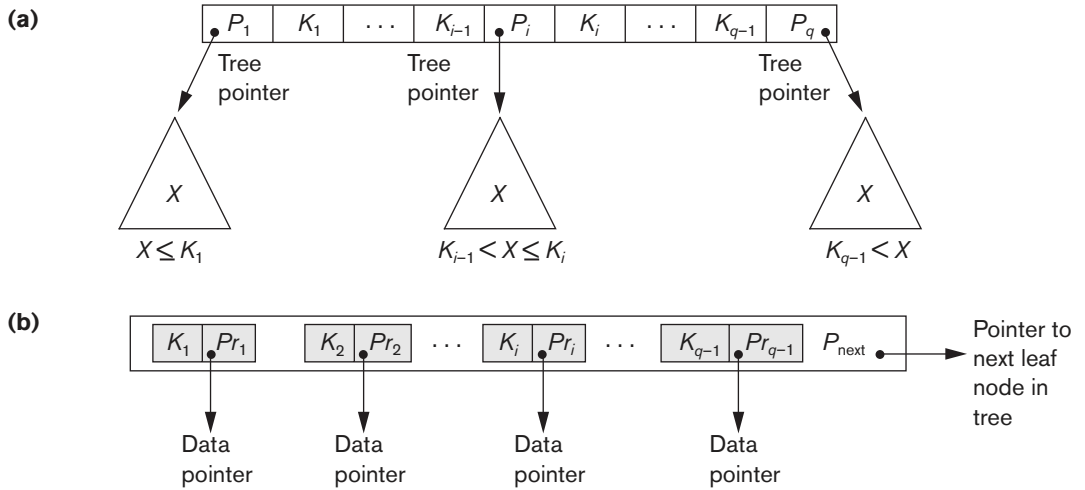 (a)
P1 K1 . . . Ki–1 Pi Ki . . . Kq–1 Pq
Tree pointer
Tree pointer
Tree pointer
X
X
X
X ≤ K1
Ki–1 < X ≤ Ki
Kq–1 < X
(b)
K1 Pr1 K2 Pr2 . . . Ki Pri . . . Kq–1 Prq–1 Pnext
Pointer to
next leaf
node in
tree
Data
pointer
Data
pointer
Data
pointer
Data
pointer